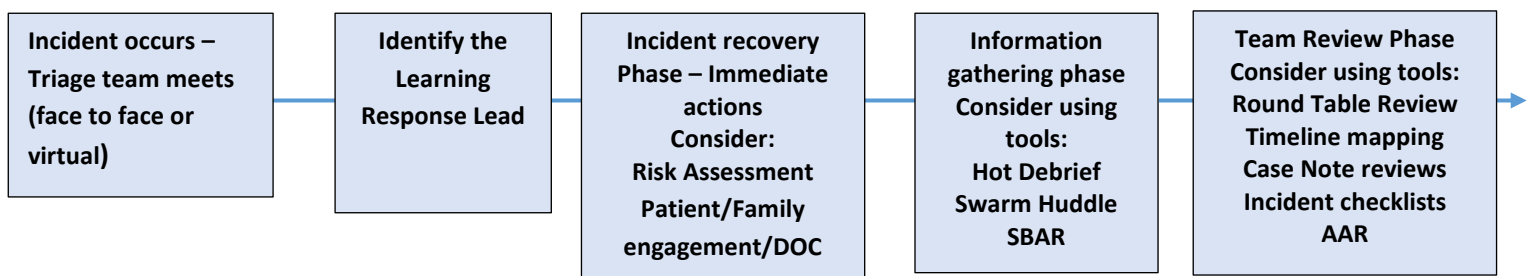 Incident occurs –
Triage team meets
(face to face or
virtual)
Identify the
Learning
Response Lead
Incident recovery
Phase – Immediate
actions
Consider:
Risk Assessment
Patient/Family
engagement/DOC
Information
gathering phase
Consider using
tools:
Hot Debrief
Swarm Huddle
SBAR
Team Review Phase
Consider using tools:
Round Table Review
Timeline mapping
Case Note reviews
Incident checklists
AAR